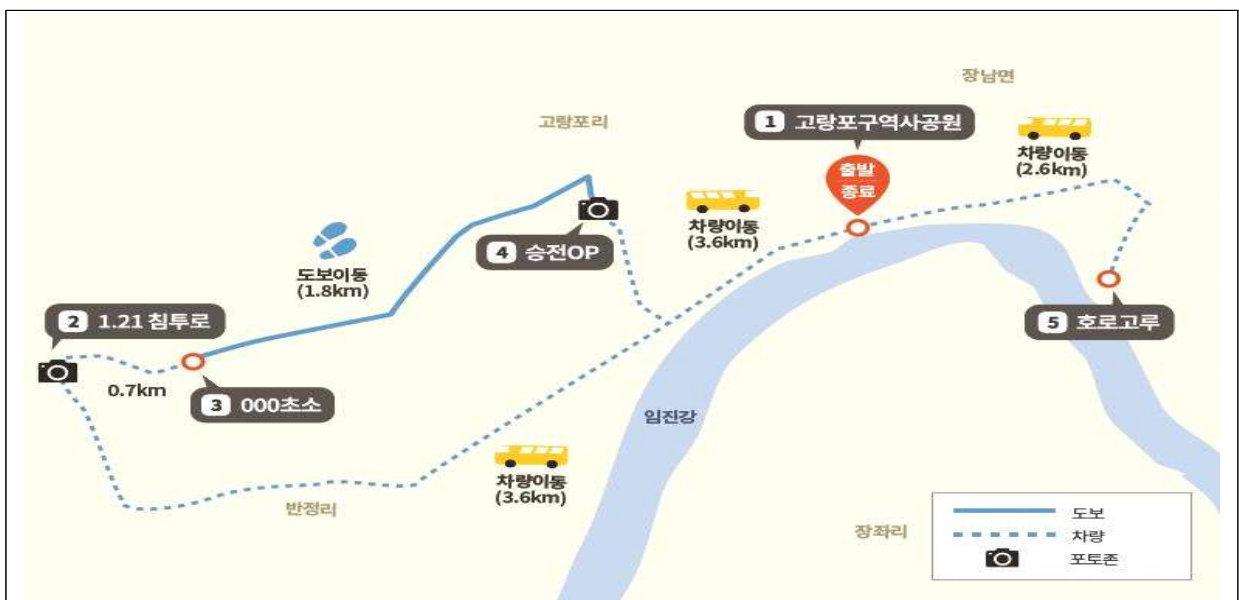 장남면
고랑포리
1 고랑포구역사공원
차량이동
(2.6km)
출발
종료
차량이동
(3.6km)
4 승전OP
도보이동
(1.8km)
2 1.21 침투로
5 호로고루
0.7km
3 000초소
임진강
차량이동
(3.6km)
반정리
장좌리
도보
차량
포토존